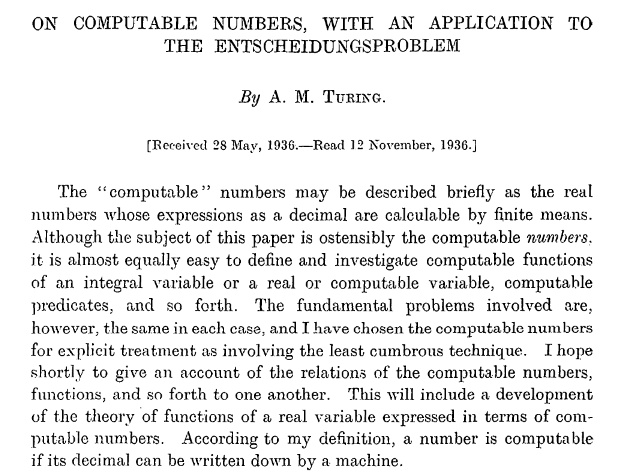 ON COMPUTABLE NUMBERS, WITH AN APPLICATION TO
THE ENTSCHEIDUNGSPROBLEM
By A. M. TURING.
[Received 28 May, 1936.—Read 12 November, 1936.]
The "computable" numbers may be described briefly as the real
numbers whose expressions as a decimal are calculable by finite means.
Although the subject of this paper is ostensibly the computable numbers,
it is almost equally easy to define and investigate computable functions
of an integral variable or a real or computable variable, computable
predicates, and so forth. The fundamental problems involved are,
however, the same in each case, and I have chosen the computable numbers
for explicit treatment as involving the least cumbrous technique. I hope
shortly to give an account of the relations of the computable numbers,
functions, and so forth to one another. This will include a development
of the theory of functions of a real variable expressed in terms of com-
putable numbers. According to my definition, a number is computable
if its decimal can be written down by a machine.